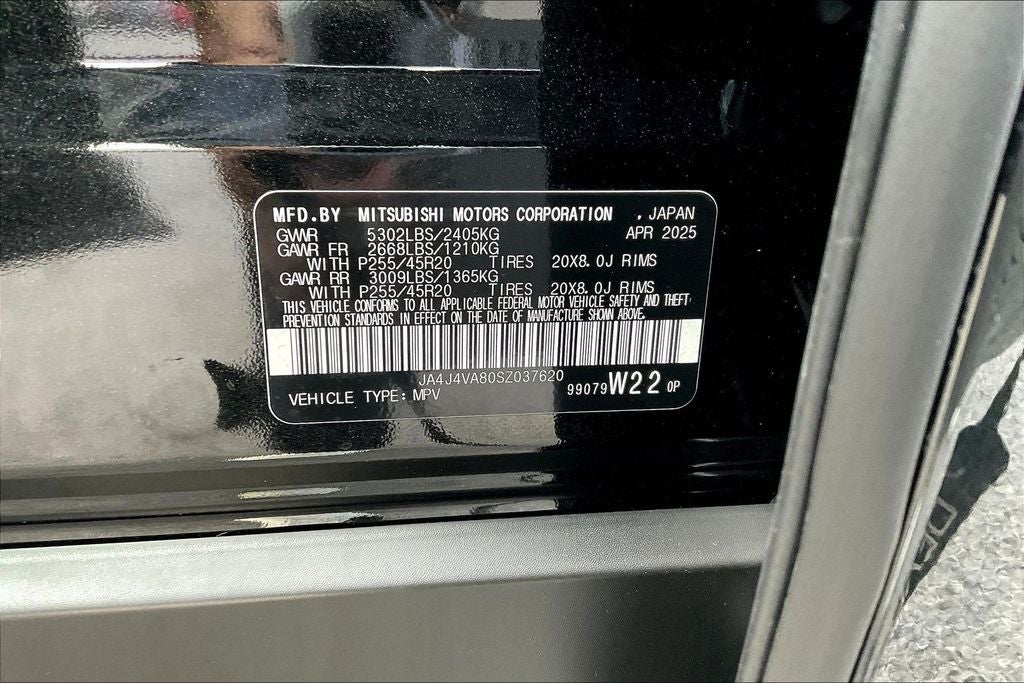 MFD.BY MITSUBISHI MOTORS CORPORATION , JAPAN
GWR 5302LBS/2405KG APR 2025
GAWR FR 2668LBS/1210KG
WITH P255/45R20 TIRES 20X8.0J RIMS
GAWR RR 3009LBS/1365KG
WITH P255/45R20 TIRES 20X8.0J RIMS
THIS VEHICLE CONFORMS TO ALL APPLICABLE FEDERAL MOTOR VEHICLE SAFETY AND THEFT
PREVENTION STANDARDS IN EFFECT ON THE DATE OF MANUFACTURE SHOWN ABOVE.
JA4J4VA80SZ037620
VEHICLE TYPE: MPV 99079 W22 0P